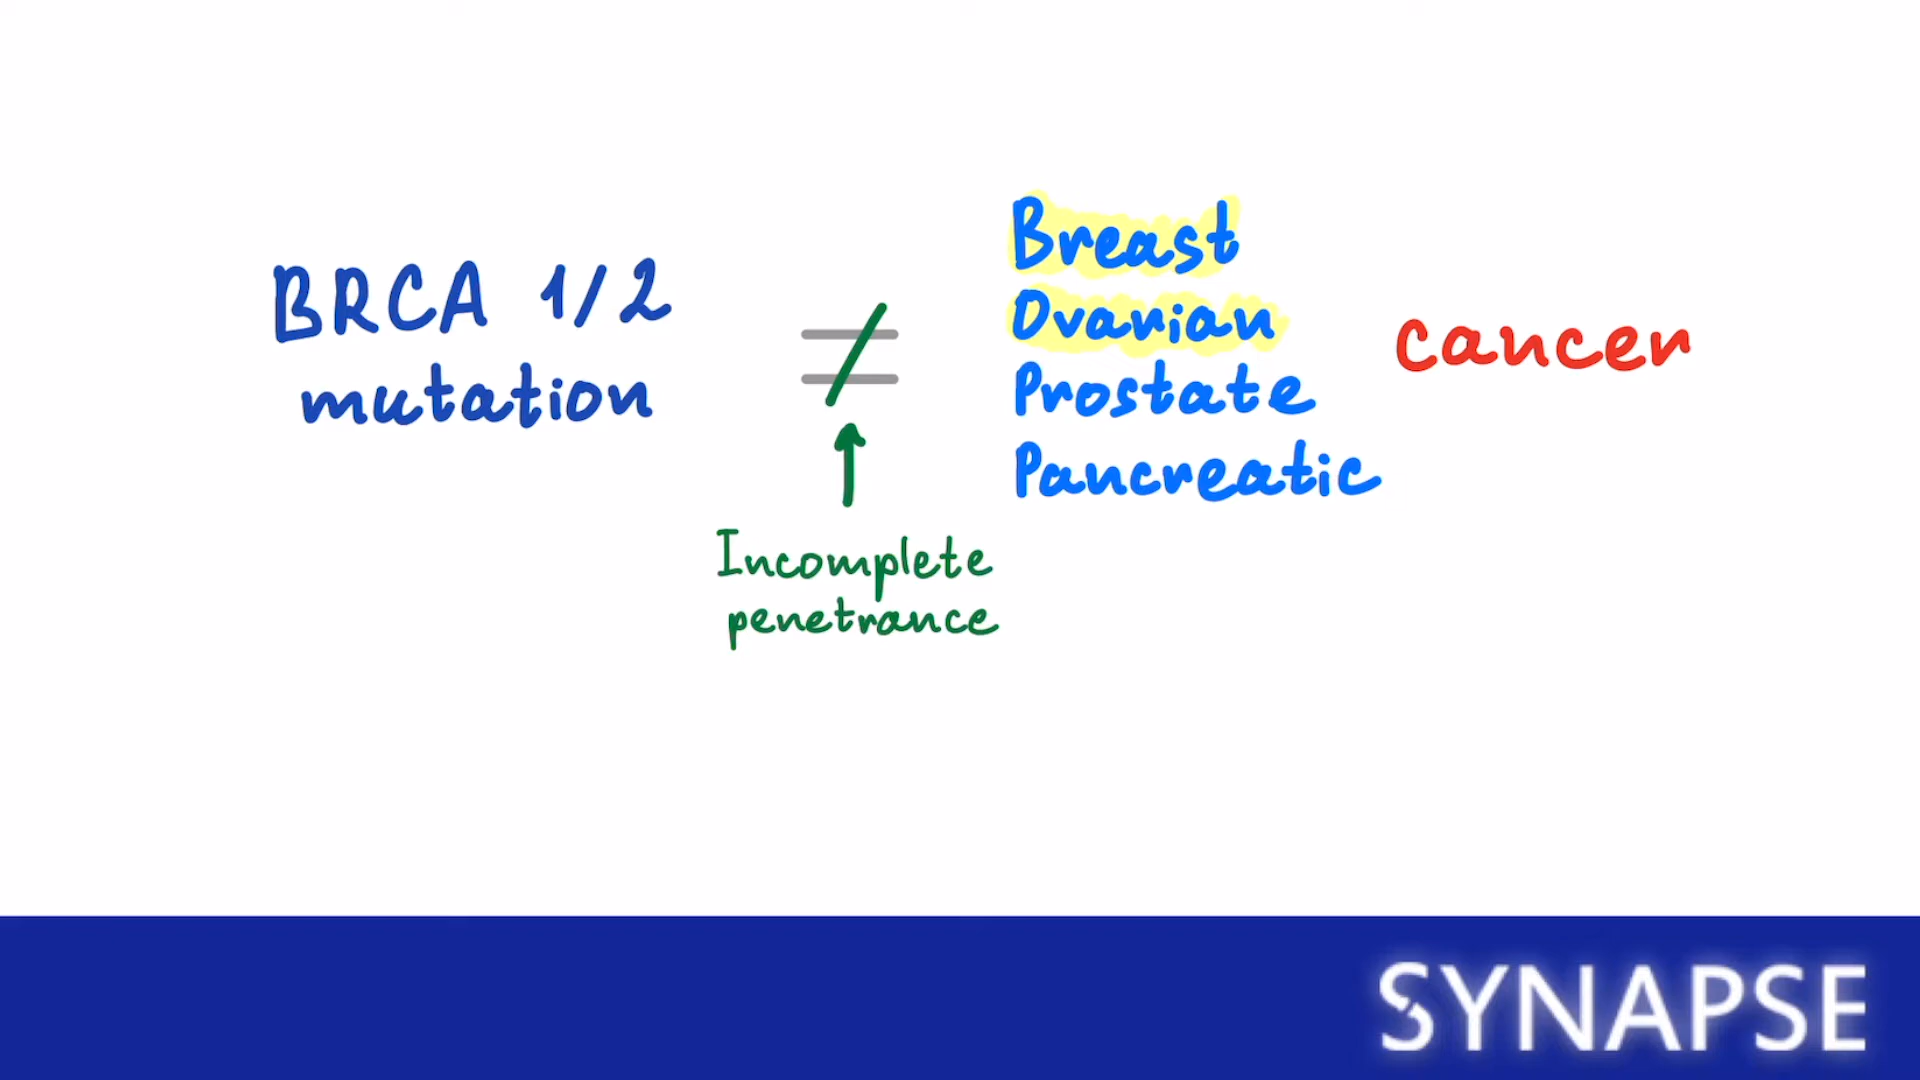 BRCA 1/2
mutation
≠
Breast
Ovarian
Prostate
Pancreatic
cancer
Incomplete
penetrance
SYNAPSE